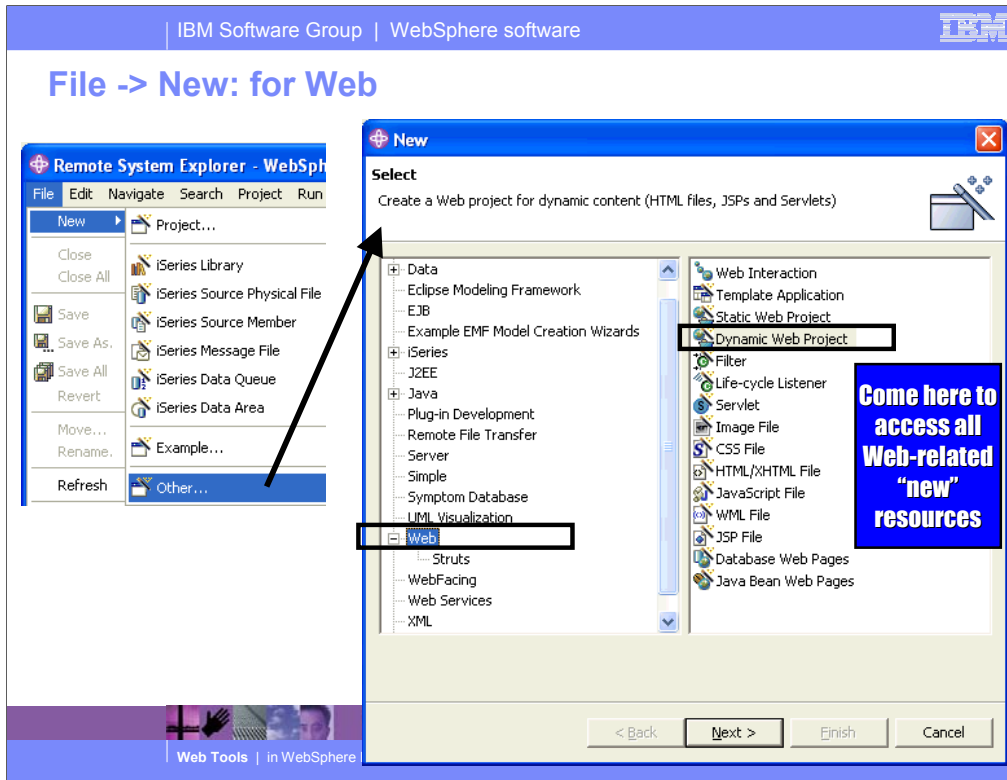 IBM Software Group | WebSphere software
IBM
File -> New: for Web
Remote System Explorer - WebSph
File Edit Navigate Search Project Run
New
Close
Close All
Save
Save As.
Save All
Revert
Move...
Rename.
Refresh
Project...
iSeries Library
iSeries Source Physical File
iSeries Source Member
iSeries Message File
iSeries Data Queue
iSeries Data Area
Example...
Other...
New
Select
Create a Web project for dynamic content (HTML files, JSPs and Servlets)
Data
Eclipse Modeling Framework
EJB
Example EMF Model Creation Wizards
iSeries
J2EE
Java
Plug-in Development
Remote File Transfer
Server
Simple
Symptom Database
UML Visualization
Web
Struts
WebFacing
Web Services
XML
Web Interaction
Template Application
Static Web Project
Dynamic Web Project
Filter
Life-cycle Listener
Servlet
Image File
CSS File
HTML/XHTML File
JavaScript File
WML File
JSP File
Database Web Pages
Java Bean Web Pages
Come here to
access all
Web-related
“new”
resources
< Back Next > Finish Cancel
Web Tools | in WebSphere